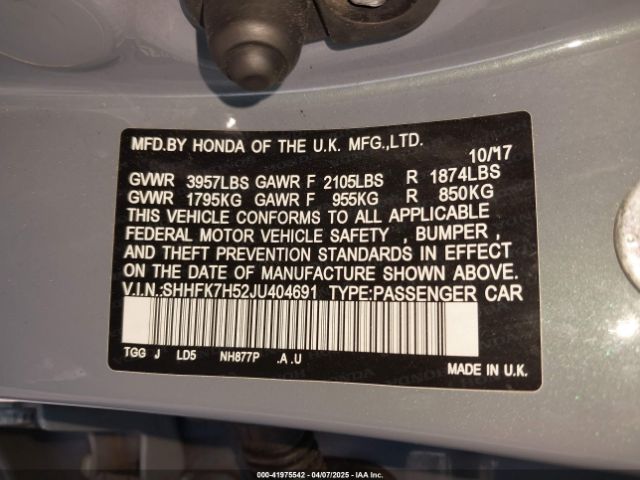 MFD.BY HONDA OF THE U.K. MFG.,LTD.
10/17
GVWR 3957LBS GAWR F 2105LBS R 1874LBS
GVWR 1795KG GAWR F 955KG R 850KG
THIS VEHICLE CONFORMS TO ALL APPLICABLE
FEDERAL MOTOR VEHICLE SAFETY , BUMPER ,
AND THEFT PREVENTION STANDARDS IN EFFECT
ON THE DATE OF MANUFACTURE SHOWN ABOVE.
V.I.N.:SHHFK7H52JU404691 TYPE:PASSENGER CAR
TGG J LD5 NH877P .A.U
MADE IN U.K.
000-41975542 - 04/07/2025 - IAA Inc.